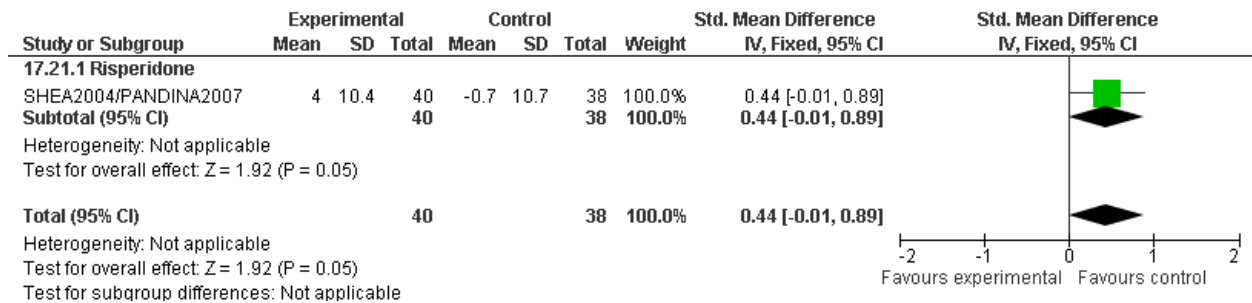 Experimental Control Std. Mean Difference Std. Mean Difference
Study or Subgroup Mean SD Total Mean SD Total Weight IV, Fixed, 95% CI IV, Fixed, 95% CI
17.21.1 Risperidone
SHEA2004/PANDINA2007 4 10.4 40 -0.7 10.7 38 100.0% 0.44 [-0.01, 0.89]
Subtotal (95% CI) 40 38 100.0% 0.44 [-0.01, 0.89]
Heterogeneity: Not applicable
Test for overall effect: Z = 1.92 (P = 0.05)
Total (95% CI) 40 38 100.0% 0.44 [-0.01, 0.89]
Heterogeneity: Not applicable
Test for overall effect: Z = 1.92 (P = 0.05)
Test for subgroup differences: Not applicable
-2 -1 0 1 2
Favours experimental Favours control